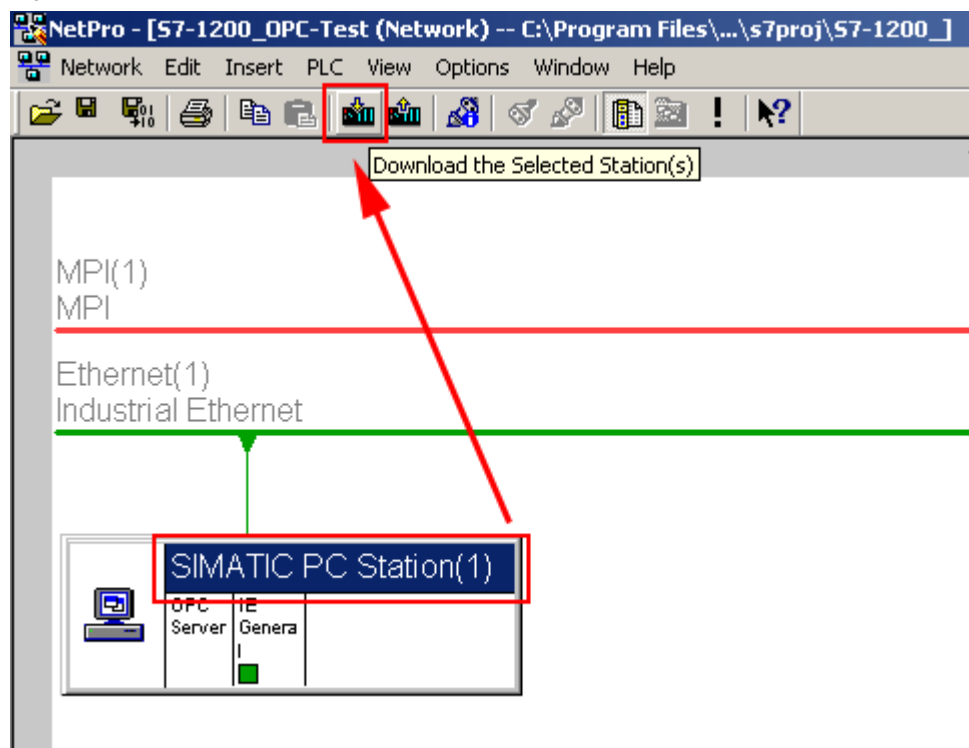 NetPro - [S7-1200_OPC-Test (Network) -- C:\Program Files\...\s7proj\S7-1200_]
Network Edit Insert PLC View Options Window Help
Download the Selected Station(s)
MPI(1)
MPI
Ethernet(1)
Industrial Ethernet
SIMATIC PC Station(1)
OPC
Server
IE
Genera
l